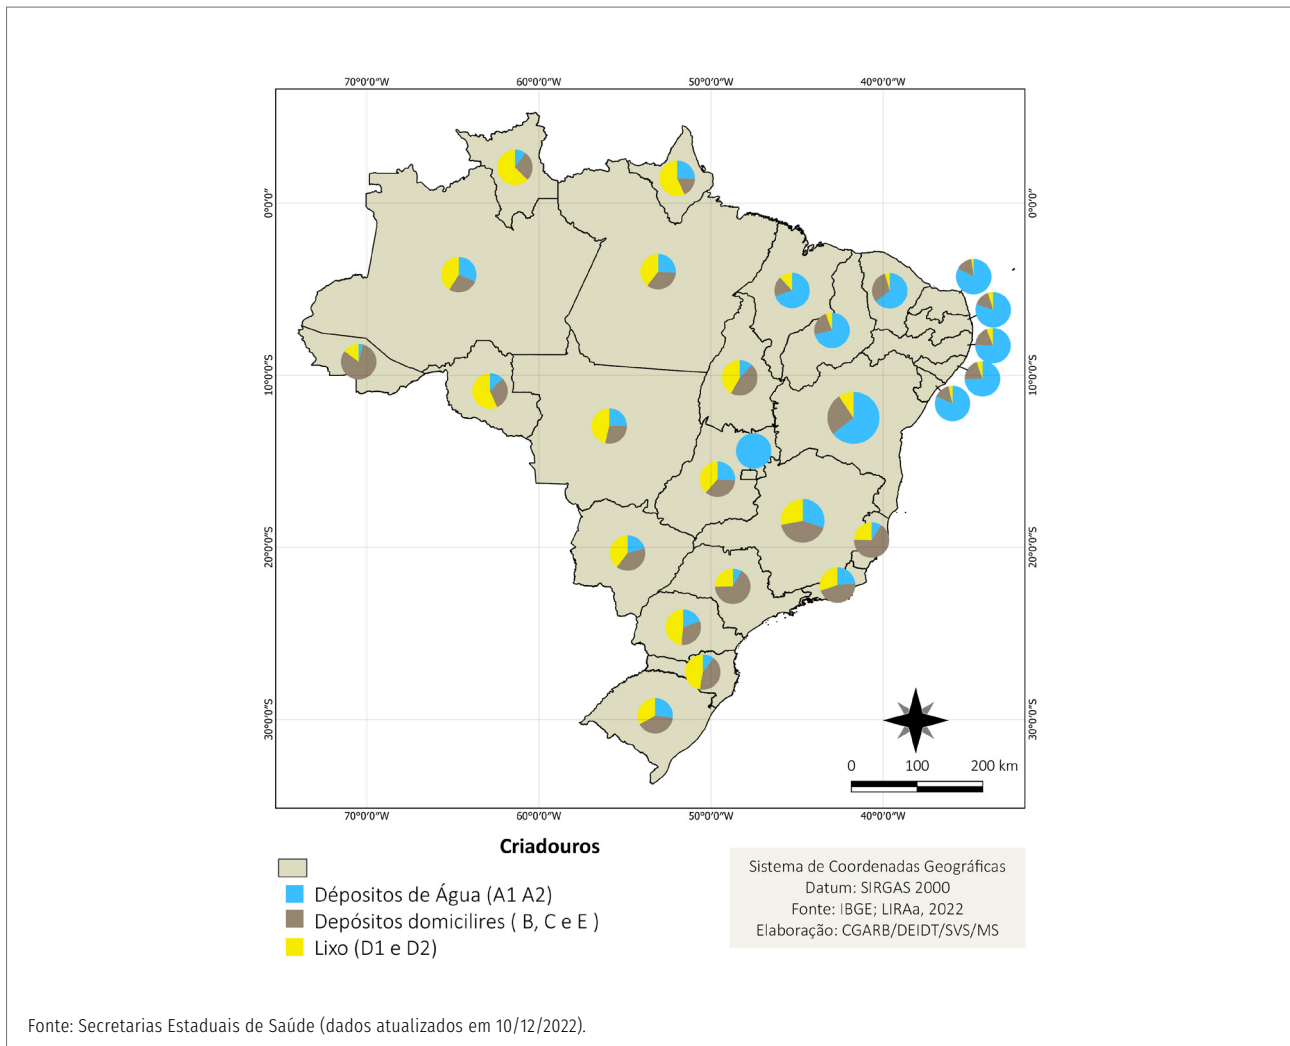 70°0'0"W 60°0'0"W 50°0'0"W 40°0'0"W
0°0'0" 0°0'0"
10°0'0"S 10°0'0"S
20°0'0"S 20°0'0"S
30°0'0"S 30°0'0"S
0 100 200 km
70°0'0"W 60°0'0"W 50°0'0"W 40°0'0"W
Criadouros
Dépositos de Água (A1 A2)
Depósitos domicilires ( B, C e E )
Lixo (D1 e D2)
Sistema de Coordenadas Geográficas
Datum: SIRGAS 2000
Fonte: IBGE; LIRAa, 2022
Elaboração: CGARB/DEIDT/SVS/MS
Fonte: Secretarias Estaduais de Saúde (dados atualizados em 10/12/2022).